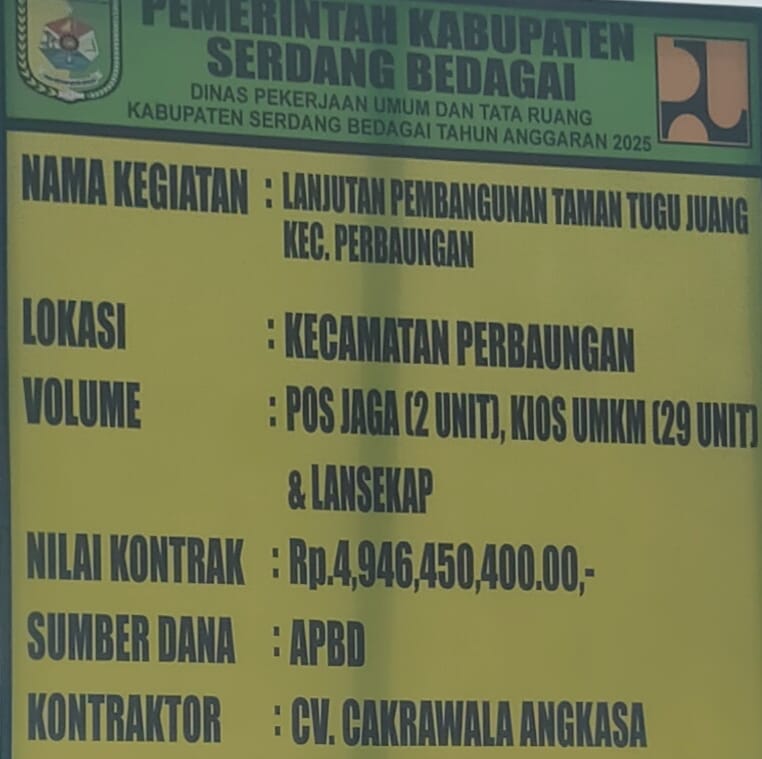 PEMERINTAH KABUPATEN
SERDANG BEDAGAI
DINAS PEKERJAAN UMUM DAN TATA RUANG
KABUPATEN SERDANG BEDAGAI TAHUN ANGGARAN 2025
NAMA KEGIATAN : LANJUTAN PEMBANGUNAN TAMAN TUGU JUANG
KEC. PERBAUNGAN
LOKASI : KECAMATAN PERBAUNGAN
VOLUME : POS JAGA (2 UNIT), KIOS UMKM (29 UNIT)
& LANSEKAP
NILAI KONTRAK : Rp.4,946,450,400.00,-
SUMBER DANA : APBD
KONTRAKTOR : CV. CAKRAWALA ANGKASA